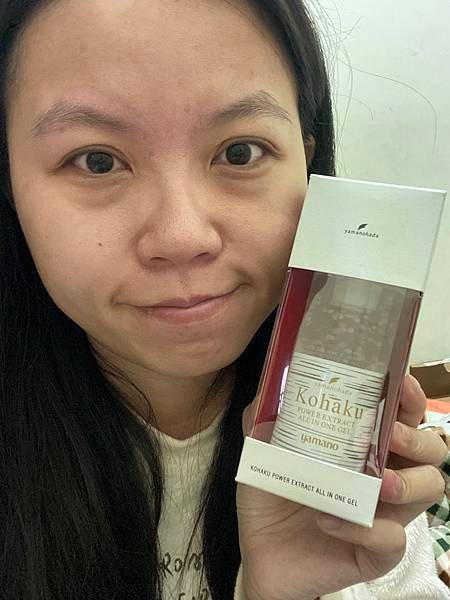 yamanohada
yamanohada
Kohaku
POWER EXTRACT
ALL IN ONE GEL
yamano
KOHAKU POWER EXTRACT ALL IN ONE GEL